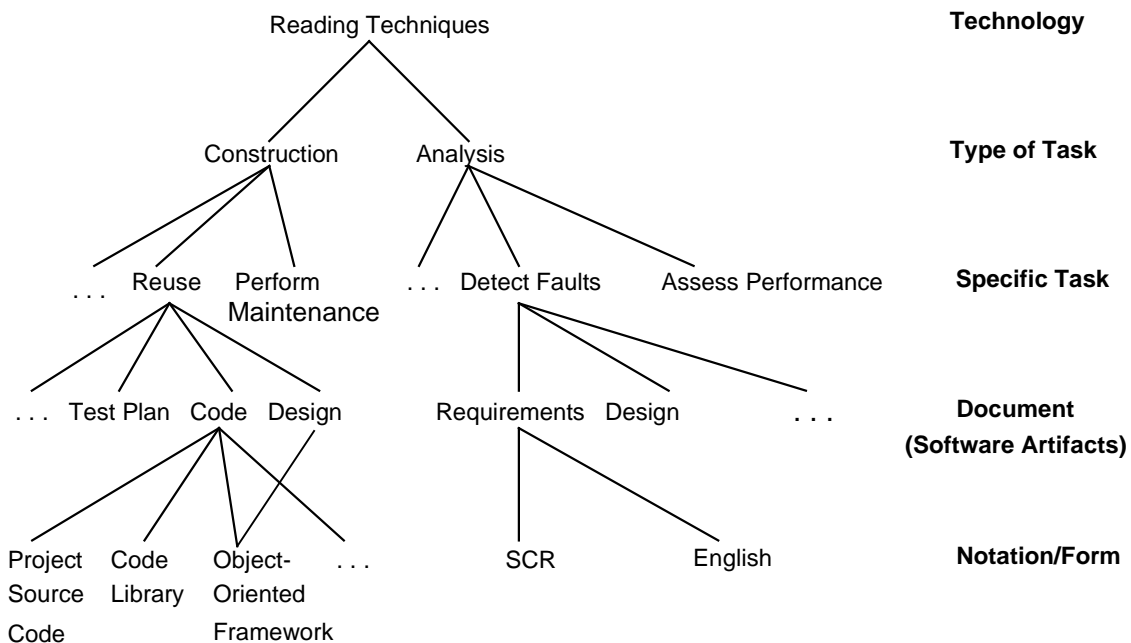 Reading Techniques Technology
Construction Analysis Type of Task
. . . Reuse Perform . . . Detect Faults Assess Performance Specific Task
Maintenance
. . . Test Plan Code Design Requirements Design . . . Document
(Software Artifacts)
Project Code Object- . . . SCR English Notation/Form
Source Library Oriented
Code Framework